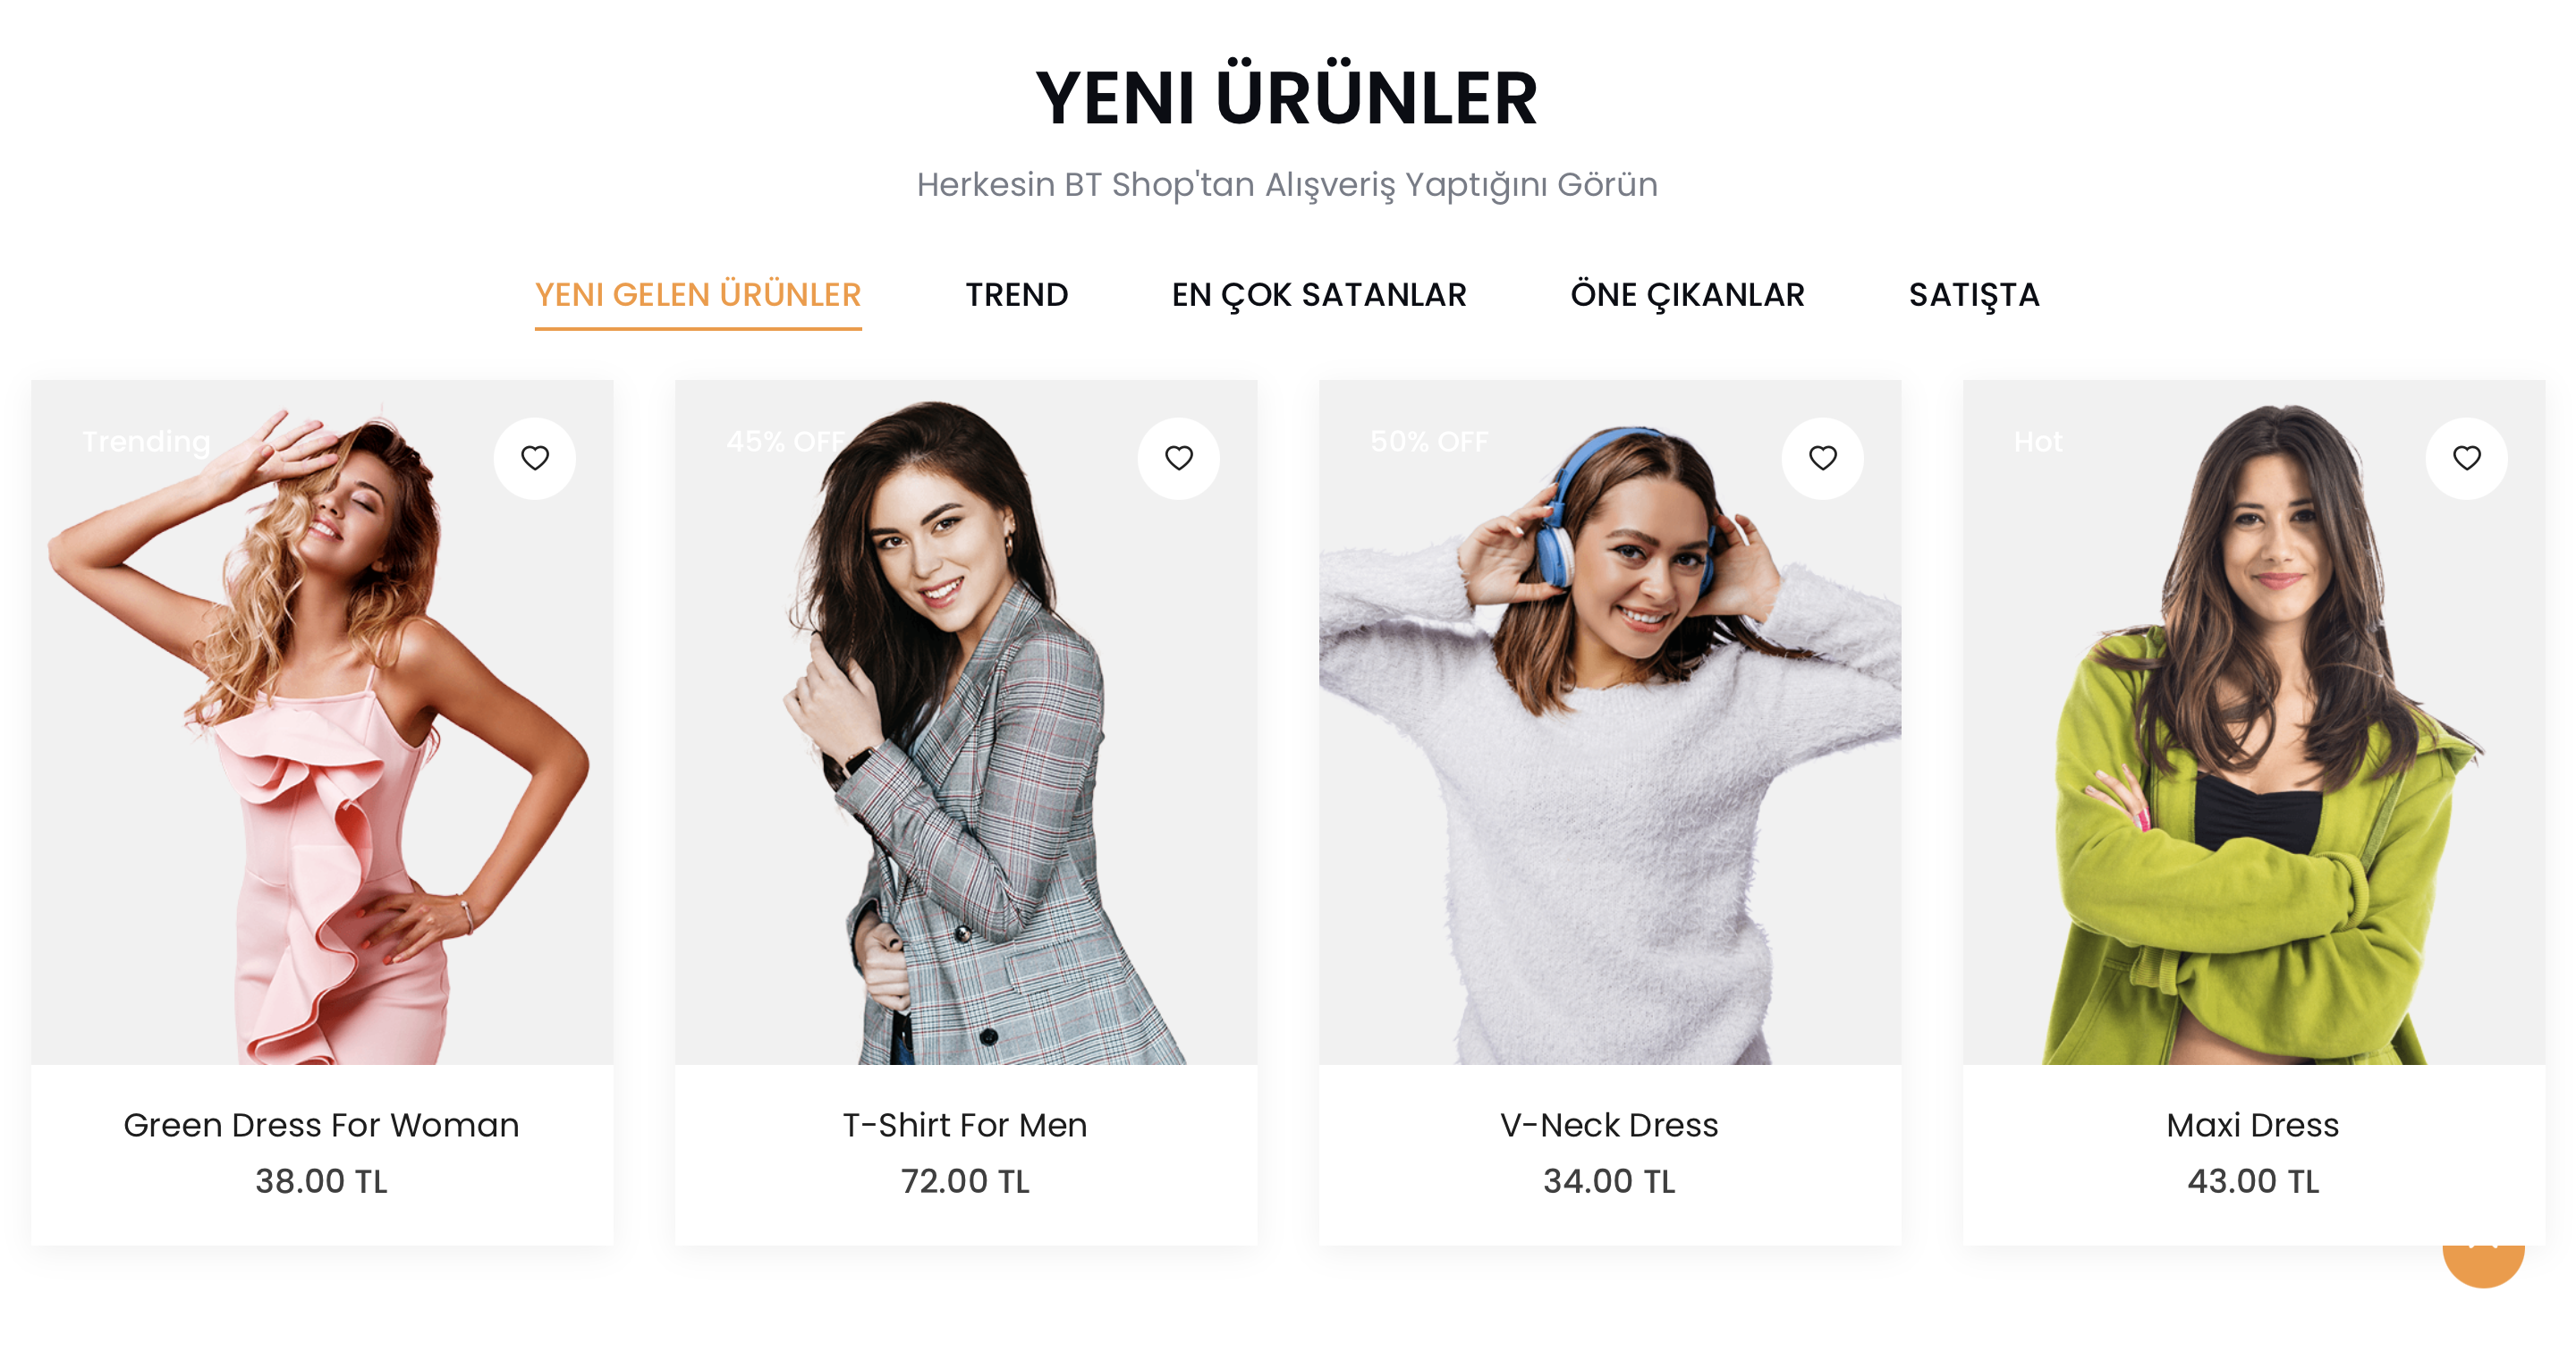 YENI ÜRÜNLER
Herkesin BT Shop'tan Alışveriş Yaptığını Görün
YENI GELEN ÜRÜNLER
TREND
EN ÇOK SATANLAR
ÖNE ÇIKANLAR
SATIŞTA
Trending
45% OFF
50% OFF
Hot
Green Dress For Woman
38.00 TL
T-Shirt For Men
72.00 TL
V-Neck Dress
34.00 TL
Maxi Dress
43.00 TL